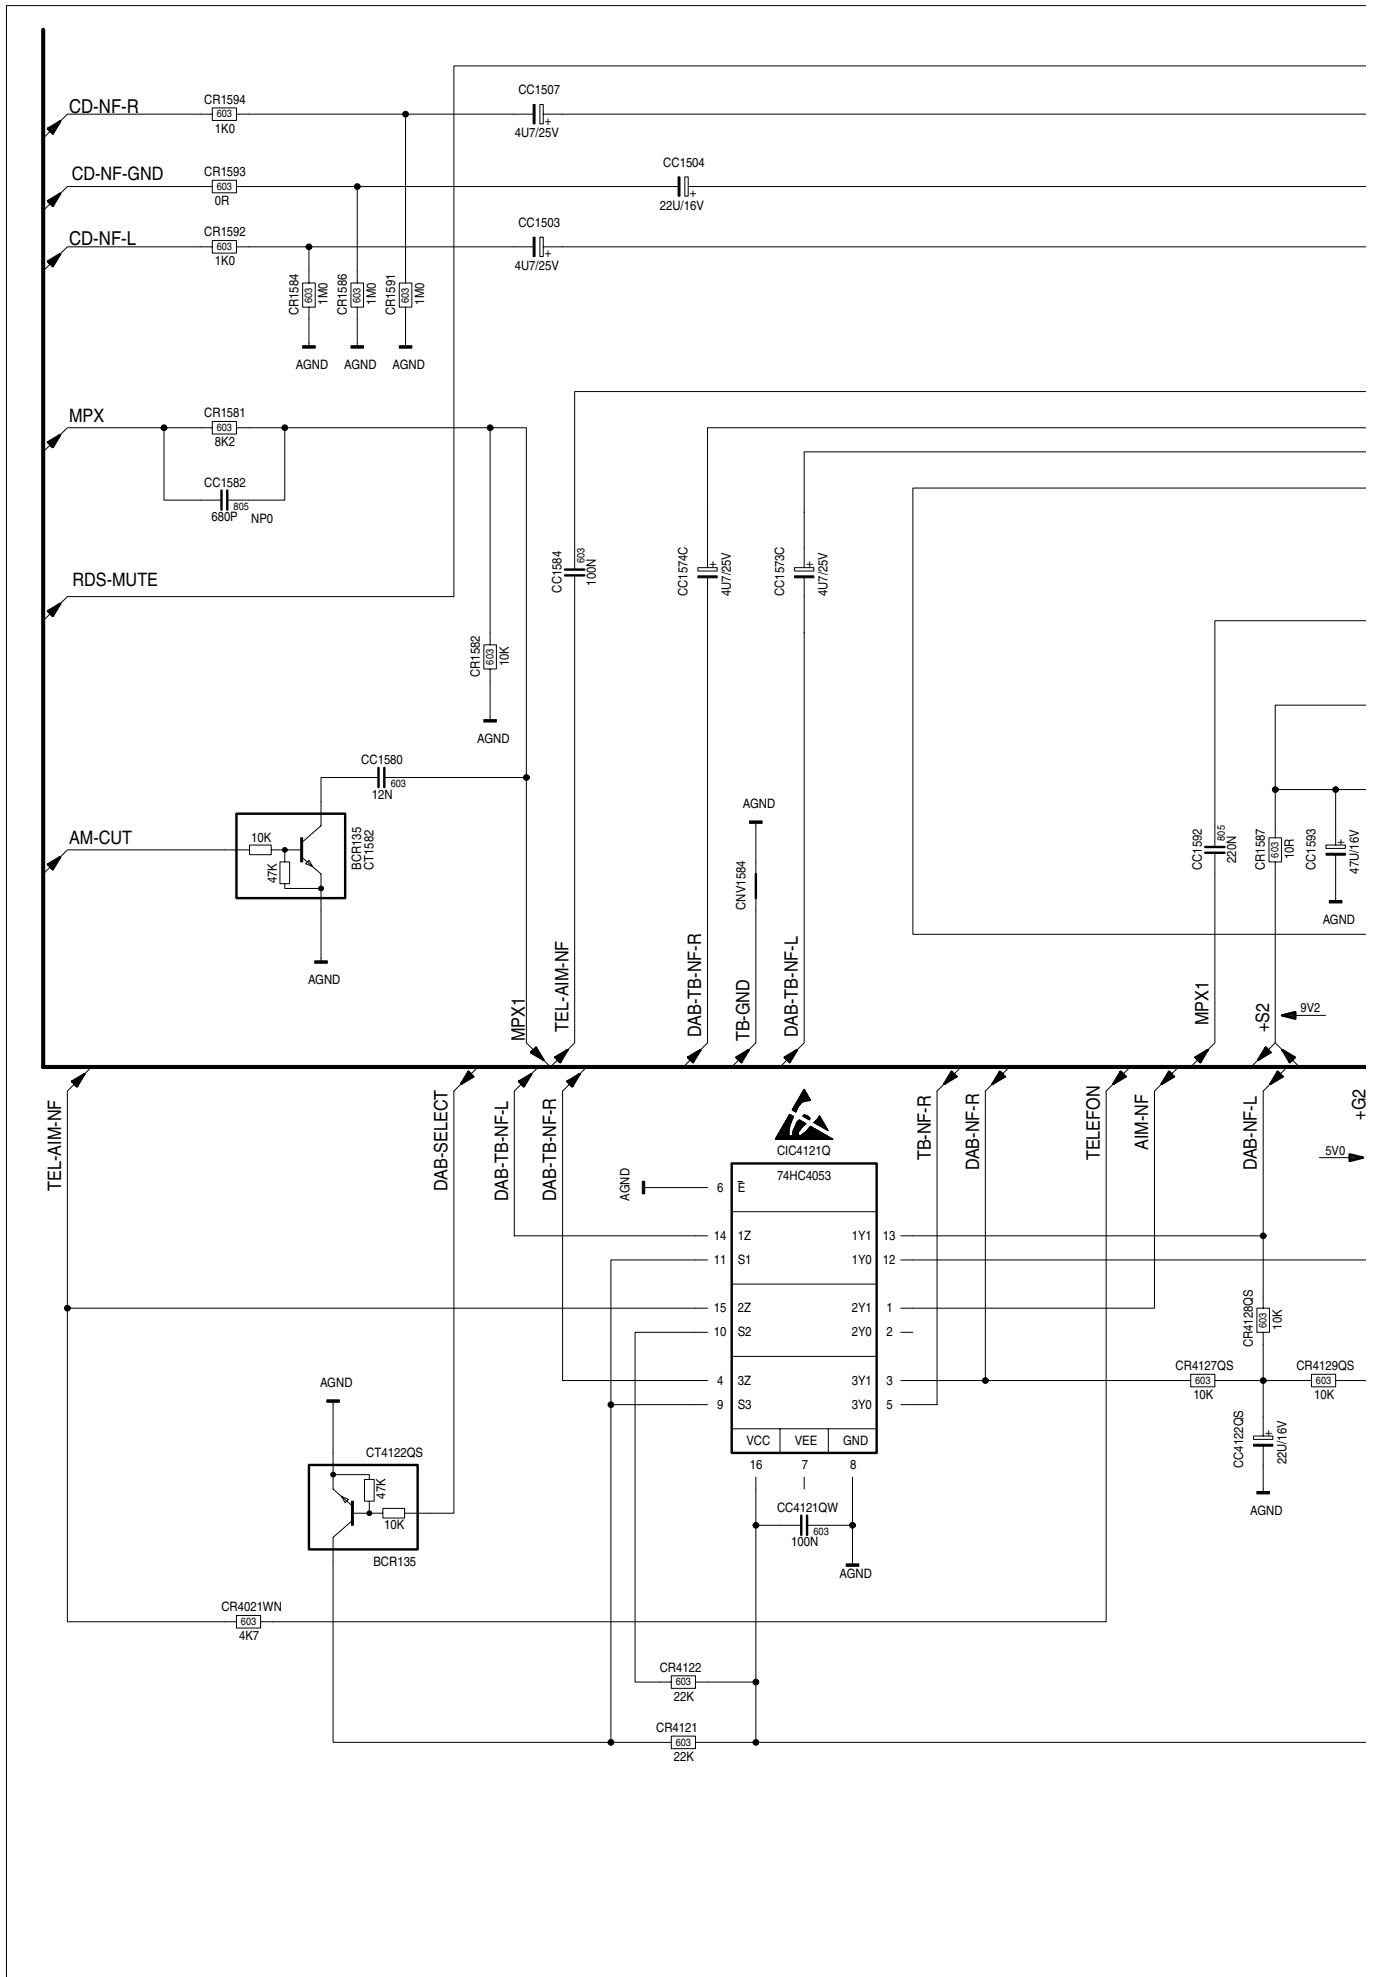 CD-NF-R
CR1594
603
1K0
CC1507
+
4U7/25V
CD-NF-GND
CR1593
603
0R
CC1504
+
22U/16V
CD-NF-L
CR1592
603
1K0
CC1503
+
4U7/25V
CR1584
603
1M0
CR1586
603
1M0
CR1591
603
1M0
AGND
AGND
AGND
MPX
CR1581
603
8K2
CC1582
805
680P
NP0
RDS-MUTE
CC1584
603
100N
CC1574C
+
4U7/25V
CC1573C
+
4U7/25V
CR1582
603
10K
AGND
CC1580
603
12N
AM-CUT
10K
47K
BCR135
CT1582
AGND
AGND
CNV1584
CC1592
805
220N
CR1587
603
10R
CC1593
+
47U/16V
AGND
MPX1
TEL-AIM-NF
DAB-TB-NF-R
TB-GND
DAB-TB-NF-L
MPX1
+S2
9V2
TEL-AIM-NF
DAB-SELECT
DAB-TB-NF-L
DAB-TB-NF-R
TB-NF-R
DAB-NF-R
TELEFON
AIM-NF
DAB-NF-L
+G2
5V0
CIC4121Q
74HC4053
AGND
6 E
14 1Z 1Y1 13
11 S1 1Y0 12
15 2Z 2Y1 1
10 S2 2Y0 2
4 3Z 3Y1 3
9 S3 3Y0 5
VCC VEE GND
16 7 8
CC4121QW
603
100N
AGND
CR4128QS
603
10K
CR4127QS
603
10K
CR4129QS
603
10K
CC4122QS
+
22U/16V
AGND
AGND
CT4122QS
47K
10K
BCR135
CR4021WN
603
4K7
CR4122
603
22K
CR4121
603
22K